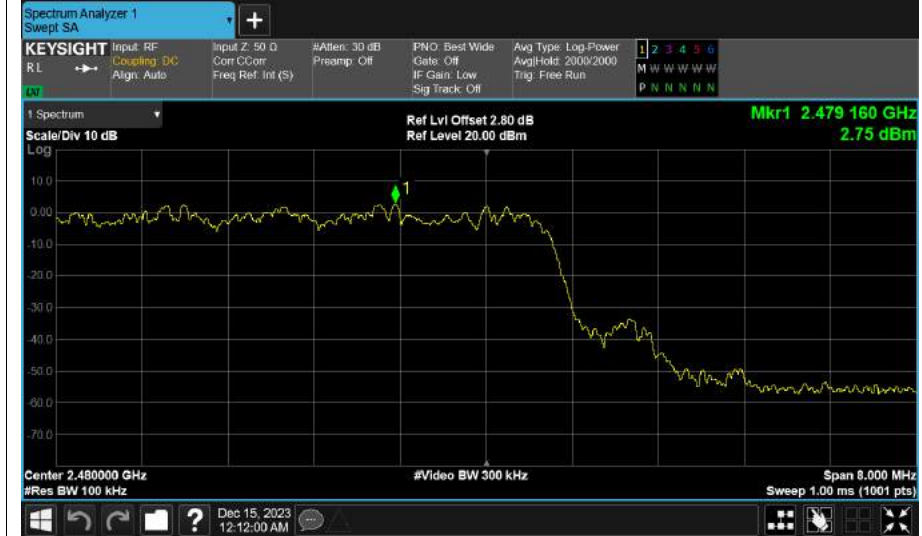 Spectrum Analyzer 1
Swept SA
+
KEYSIGHT Input: RF Input Z: 50 Ω #Atten: 30 dB PNO: Best Wide Avg Type: Log-Power 1 2 3 4 5 6
RL Coupling: DC Corr CCorr Preamp: Off Gate: Off Avg|Hold: 2000/2000 M W W W W W
Align: Auto Freq Ref: Int (S) IF Gain: Low Trig: Free Run
LXI Sig Track: Off P N N N N N
1 Spectrum Ref Lvl Offset 2.80 dB Mkr1 2.479 160 GHz
Scale/Div 10 dB Ref Level 20.00 dBm 2.75 dBm
Log
10.0
1
0.00
-10.0
-20.0
-30.0
-40.0
-50.0
-60.0
-70.0
Center 2.480000 GHz #Video BW 300 kHz Span 8.000 MHz
#Res BW 100 kHz Sweep 1.00 ms (1001 pts)
? Dec 15, 2023
12:12:00 AM